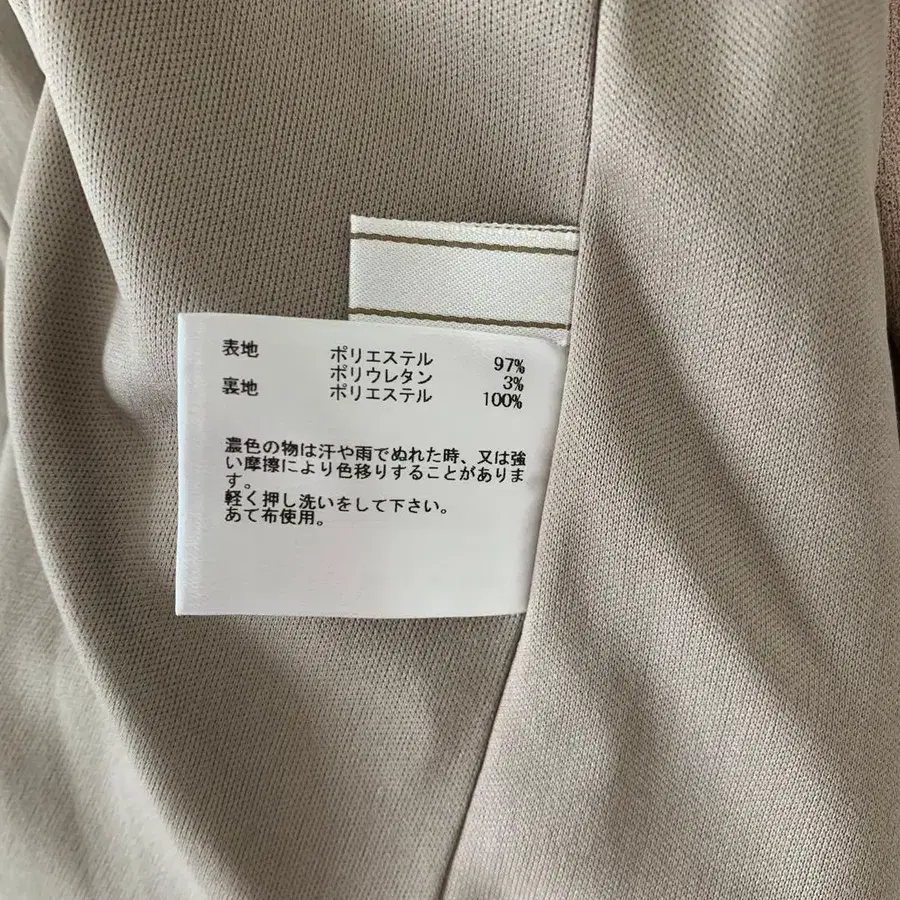 表地 ポリエステル 97%
ポリウレタン 3%
裏地 ポリエステル 100%
濃色の物は汗や雨でぬれた時、又は強
い摩擦により色移りすることがありま
す。
軽く押し洗いをして下さい。
あて布使用。